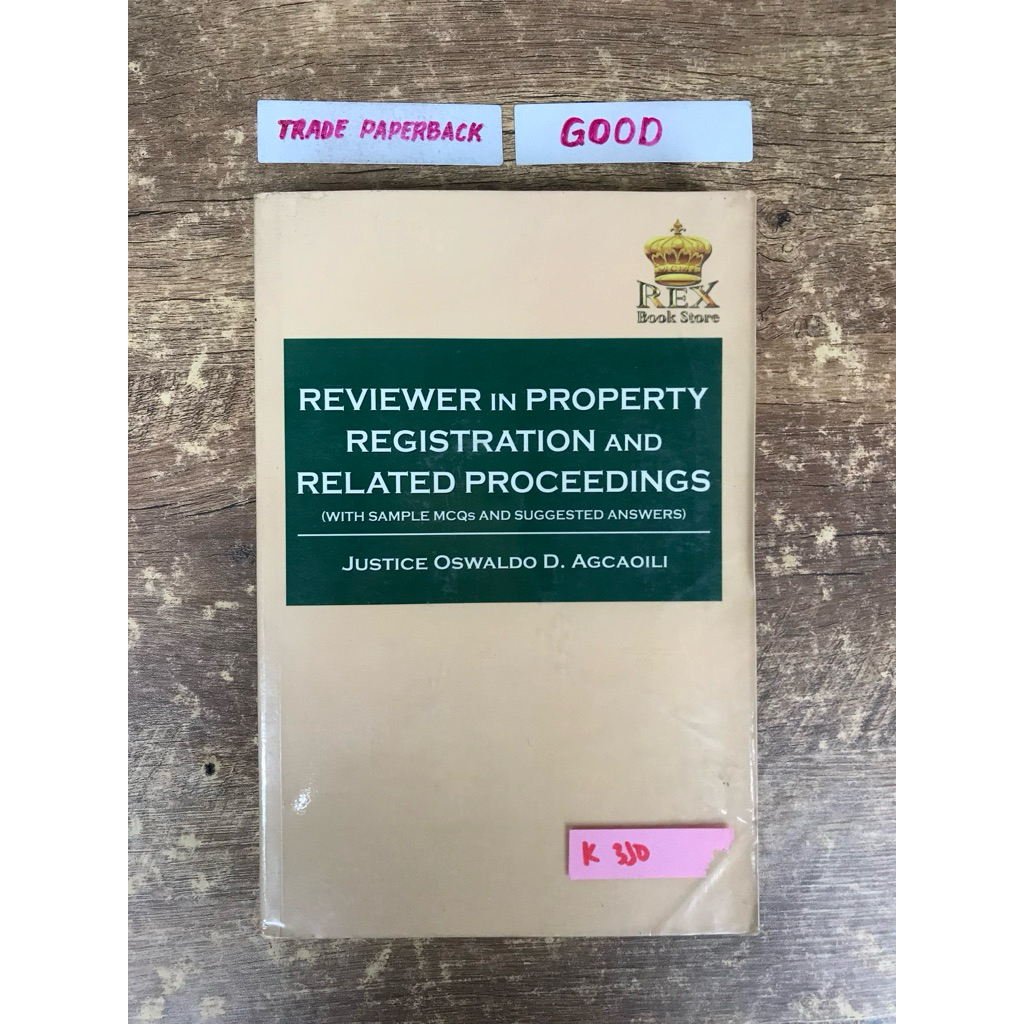 TRADE PAPERBACK
GOOD
REX
Book Store
REVIEWER IN PROPERTY
REGISTRATION AND
RELATED PROCEEDINGS
(WITH SAMPLE MCQs AND SUGGESTED ANSWERS)
JUSTICE OSWALDO D. AGCAOILI
K